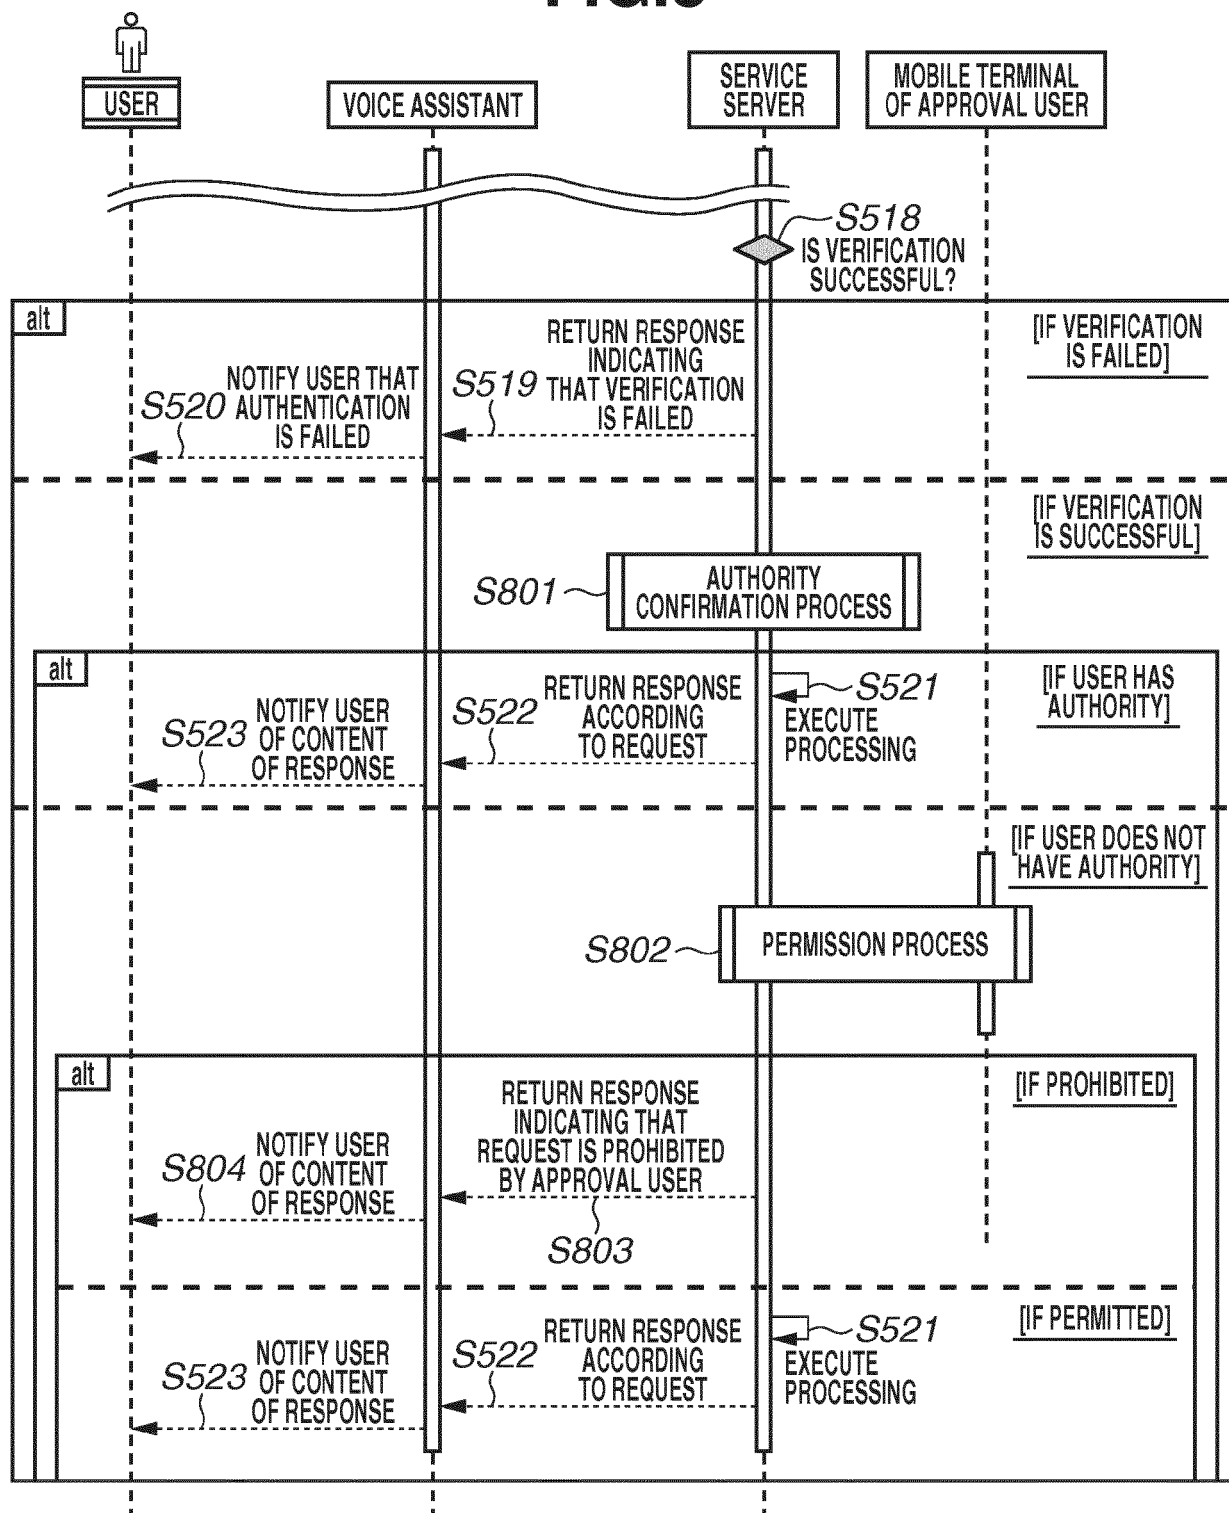 USER
VOICE ASSISTANT
SERVICE
SERVER
MOBILE TERMINAL
OF APPROVAL USER
S518
IS VERIFICATION
SUCCESSFUL?
alt
[IF VERIFICATION
IS FAILED]
RETURN RESPONSE
INDICATING
THAT VERIFICATION
IS FAILED
S519
NOTIFY USER THAT
AUTHENTICATION
IS FAILED
S520
[IF VERIFICATION
IS SUCCESSFUL]
S801
AUTHORITY
CONFIRMATION PROCESS
alt
[IF USER HAS
AUTHORITY]
S521
EXECUTE
PROCESSING
RETURN RESPONSE
ACCORDING
TO REQUEST
S522
NOTIFY USER
OF CONTENT
OF RESPONSE
S523
[IF USER DOES NOT
HAVE AUTHORITY]
S802
PERMISSION PROCESS
alt
[IF PROHIBITED]
RETURN RESPONSE
INDICATING THAT
REQUEST IS PROHIBITED
BY APPROVAL USER
S803
NOTIFY USER
OF CONTENT
OF RESPONSE
S804
[IF PERMITTED]
S521
EXECUTE
PROCESSING
RETURN RESPONSE
ACCORDING
TO REQUEST
S522
NOTIFY USER
OF CONTENT
OF RESPONSE
S523